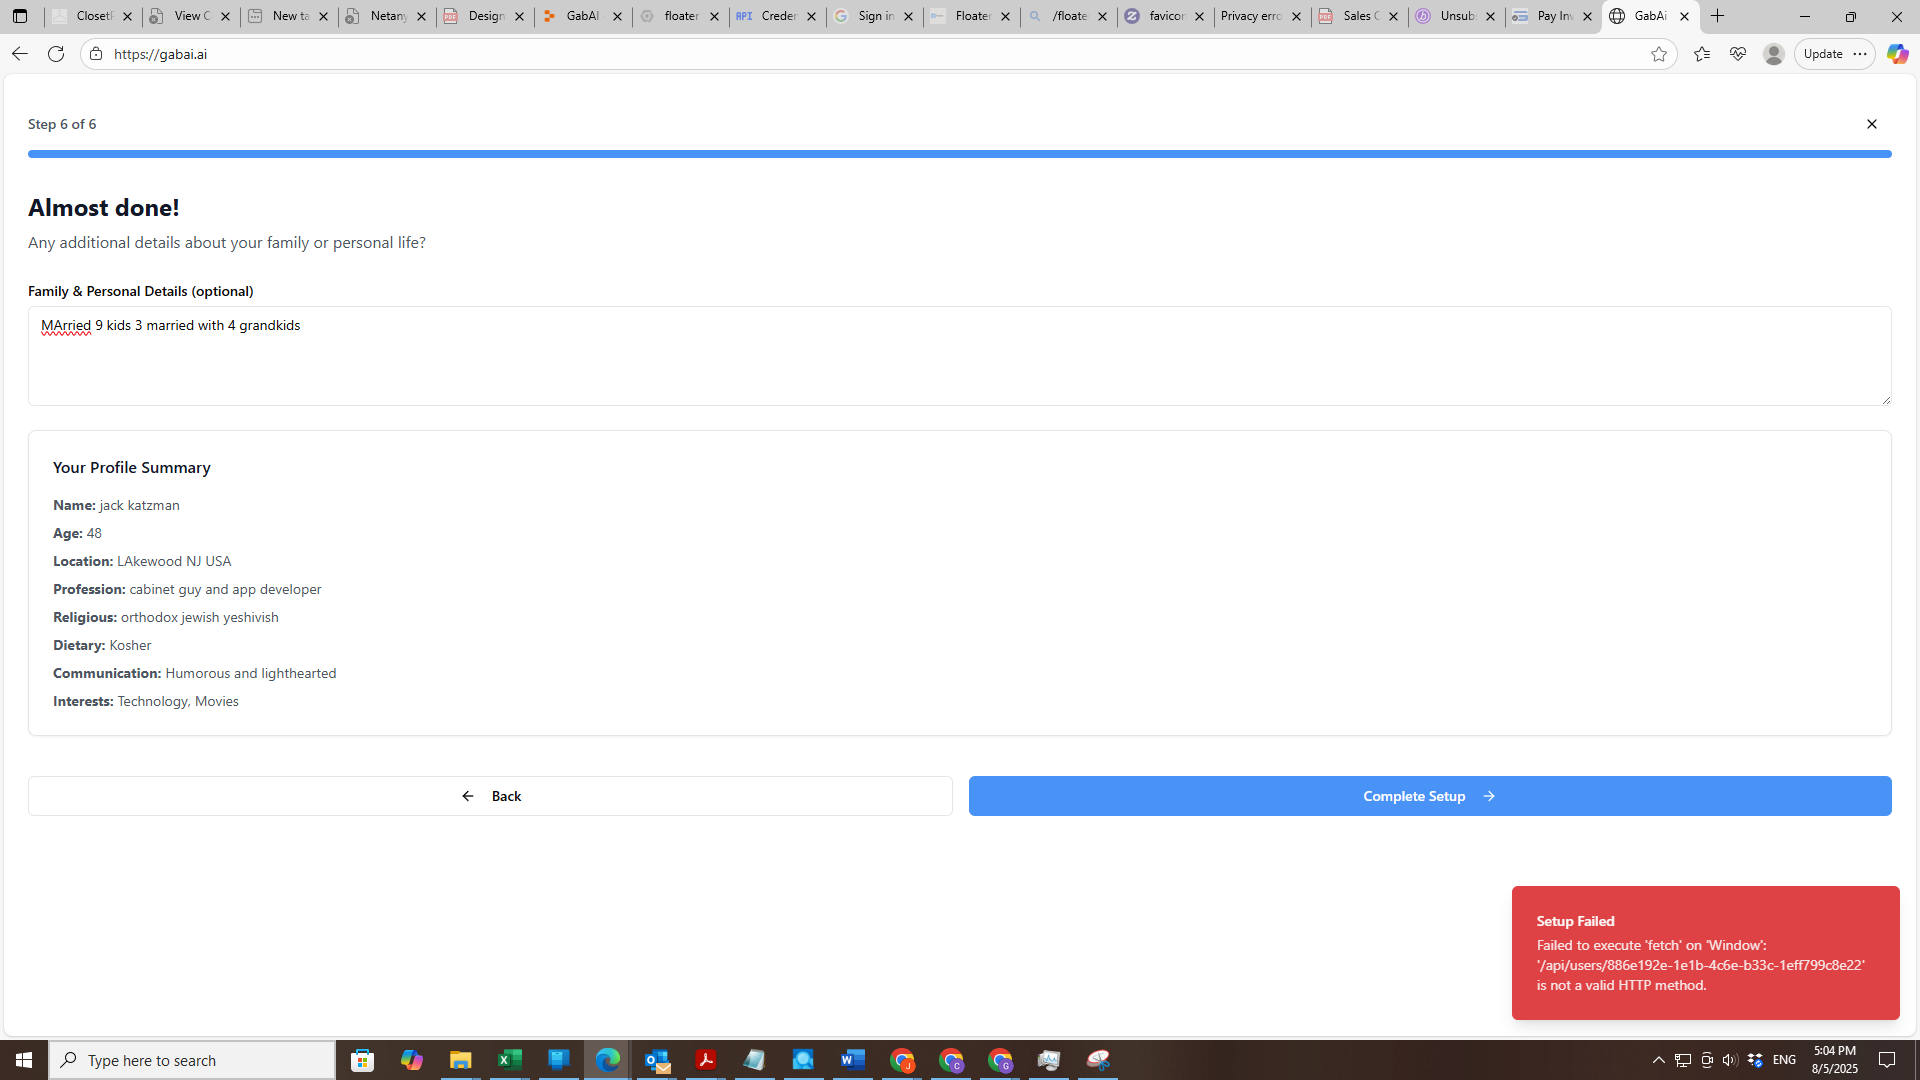 ClosetP
View C
New ta
Netany
Design
GabAI
floater
API Creden
Sign in
Floater
/floate
favicon
Privacy erro
Sales C
Unsub
Pay Inv
GabAi
https://gabai.ai
Update
Step 6 of 6
Almost done!
Any additional details about your family or personal life?
Family & Personal Details (optional)
MArried 9 kids 3 married with 4 grandkids
Your Profile Summary
Name: jack katzman
Age: 48
Location: LAkewood NJ USA
Profession: cabinet guy and app developer
Religious: orthodox jewish yeshivish
Dietary: Kosher
Communication: Humorous and lighthearted
Interests: Technology, Movies
Back
Complete Setup
Setup Failed
Failed to execute 'fetch' on 'Window':
'/api/users/886e192e-1e1b-4c6e-b33c-1eff799c8e22'
is not a valid HTTP method.
Type here to search
ENG
5:04 PM
8/5/2025